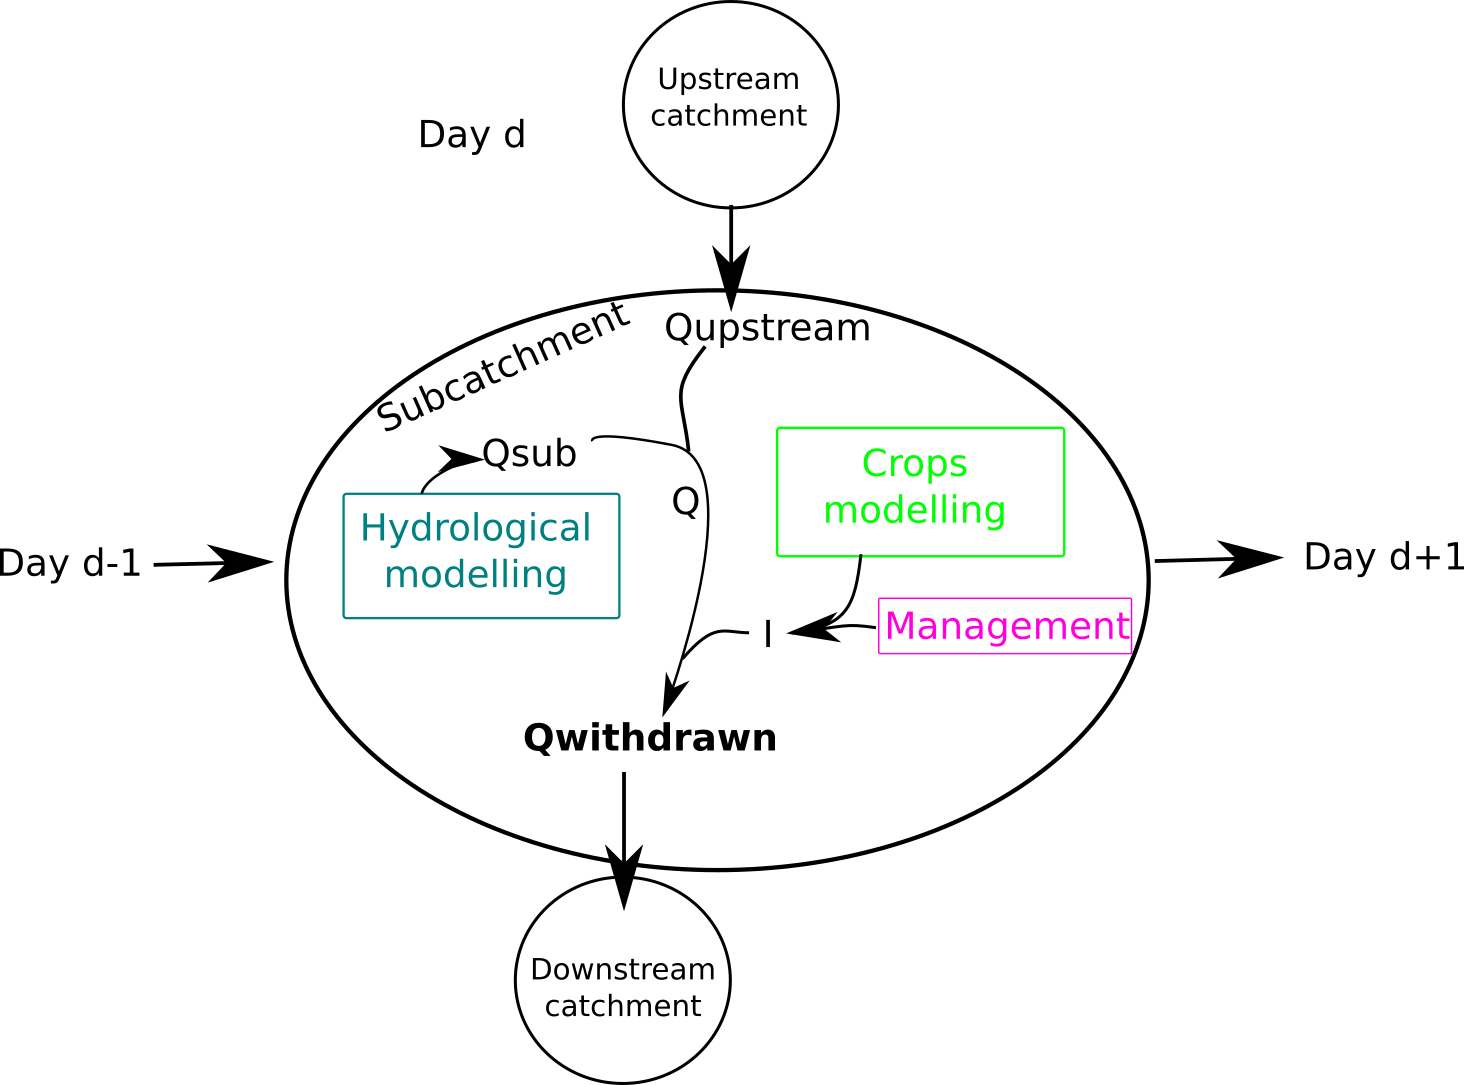 Upstream
catchment
Day d
Subcatchment
Qupstream
Qsub
Crops
modelling
Q
Hydrological
modelling
Day d-1
Day d+1
I
Management
Qwithdrawn
Downstream
catchment